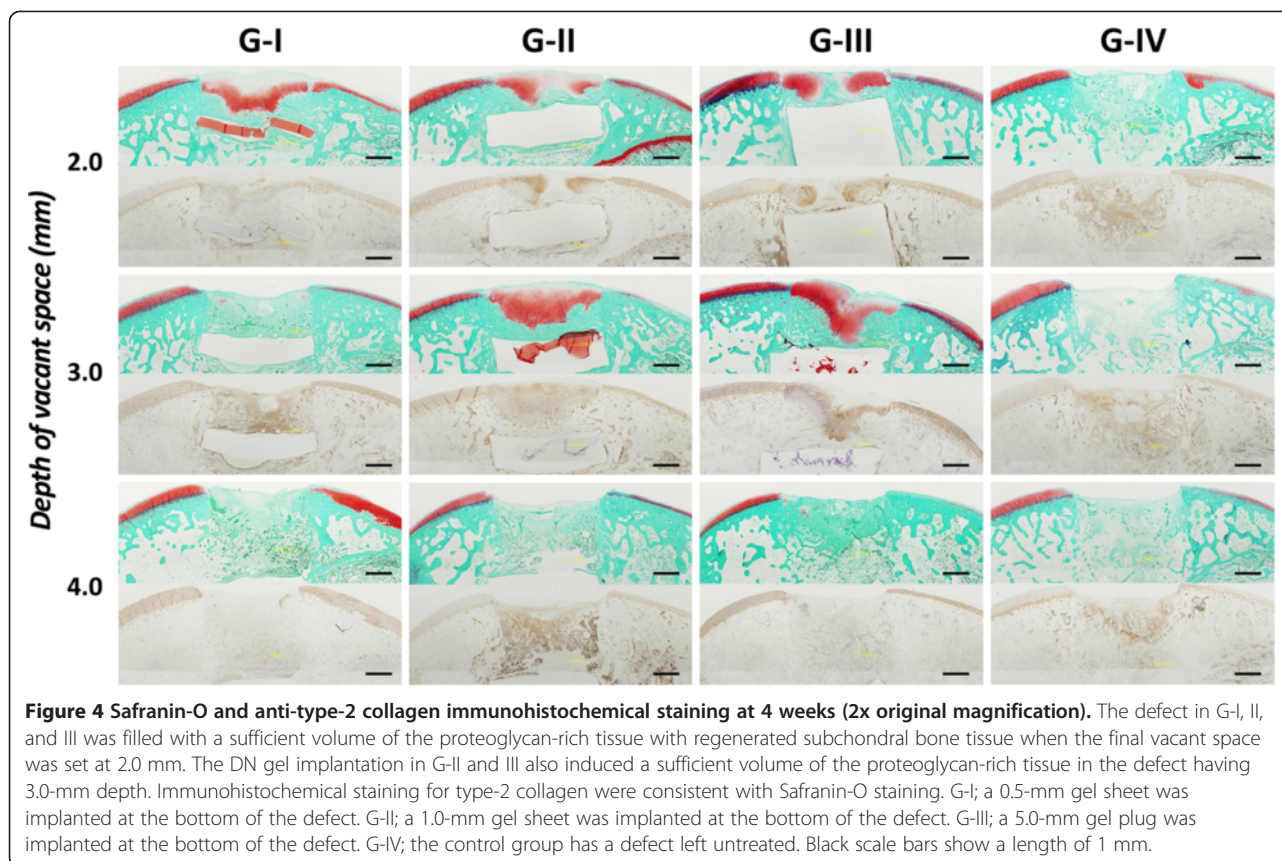 G-I G-II G-III G-IV
Depth of vacant space (mm)
2.0
3.0
4.0
Figure 4 Safranin-O and anti-type-2 collagen immunohistochemical staining at 4 weeks (2x original magnification). The defect in G-I, II,
and III was filled with a sufficient volume of the proteoglycan-rich tissue with regenerated subchondral bone tissue when the final vacant space
was set at 2.0 mm. The DN gel implantation in G-II and III also induced a sufficient volume of the proteoglycan-rich tissue in the defect having
3.0-mm depth. Immunohistochemical staining for type-2 collagen were consistent with Safranin-O staining. G-I; a 0.5-mm gel sheet was
implanted at the bottom of the defect. G-II; a 1.0-mm gel sheet was implanted at the bottom of the defect. G-III; a 5.0-mm gel plug was
implanted at the bottom of the defect. G-IV; the control group has a defect left untreated. Black scale bars show a length of 1 mm.